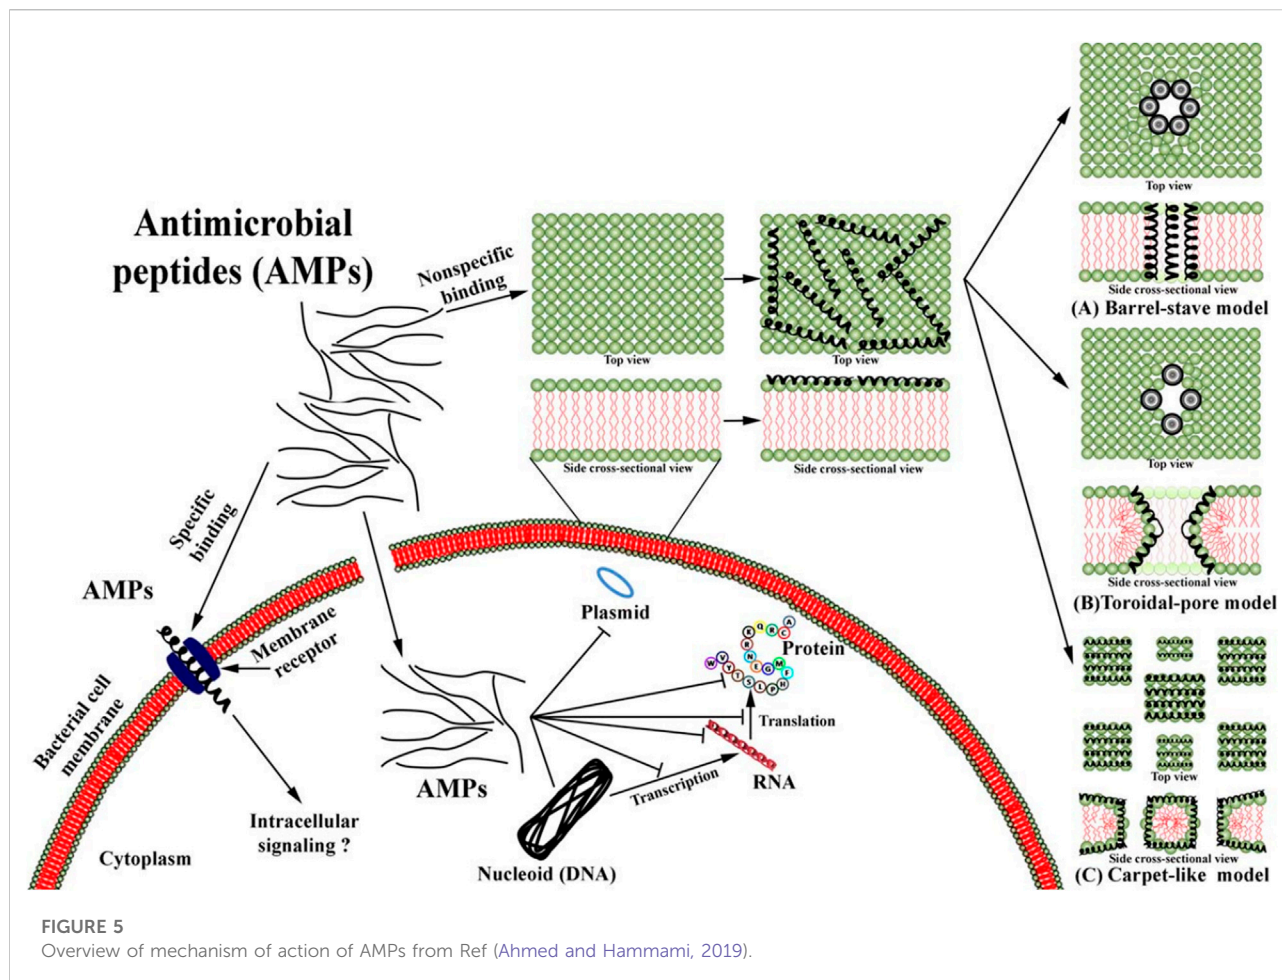 Antimicrobial
peptides (AMPs)
Nonspecific
binding
Top view
Top view
Side cross-sectional view
Side cross-sectional view
Top view
Side cross-sectional view
(A) Barrel-stave model
Top view
Side cross-sectional view
(B)Toroidal-pore model
Top view
Side cross-sectional view
(C) Carpet-like model
Specific
binding
AMPs
Membrane
receptor
Bacterial cell
membrane
Intracellular
signaling ?
Cytoplasm
AMPs
Plasmid
Protein
A
C
R
Q
K
R
N
E
G
M
F
H
P
L
S
T
Y
V
W
Translation
RNA
Transcription
Nucleoid (DNA)
FIGURE 5
Overview of mechanism of action of AMPs from Ref (Ahmed and Hammami, 2019).